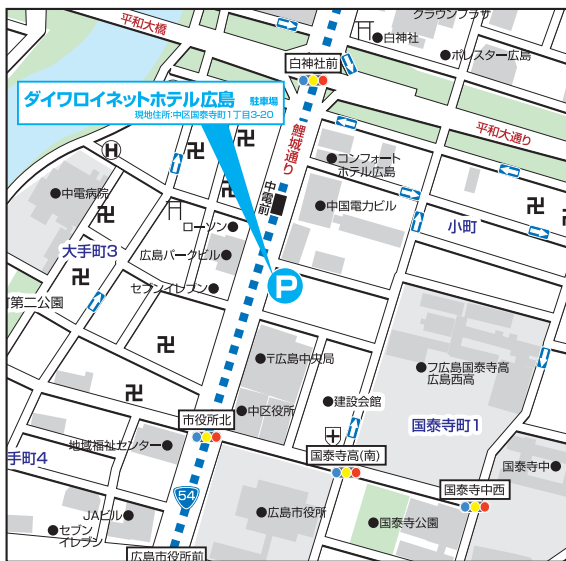 平和大橋
クラウンプラザ
白神社
ポレスター広島
白神社前
ダイワロイネットホテル広島 駐車場
現地住所:中区国泰寺町1丁目3-20
鯉城通り
平和大通り
コンフォート
ホテル広島
H
中電病院
中電前
中国電力ビル
小町
ローソン
大手町3
広島パークビル
セブンイレブン
P
町第二公園
〒広島中央局
フ広島国泰寺高
広島西高
中区役所
建設会館
市役所北
国泰寺町1
地域福祉センター
手町4
国泰寺高(南)
国泰寺中
国泰寺中西
54
JAビル
広島市役所
国泰寺公園
セブン
イレブン
広島市役所前